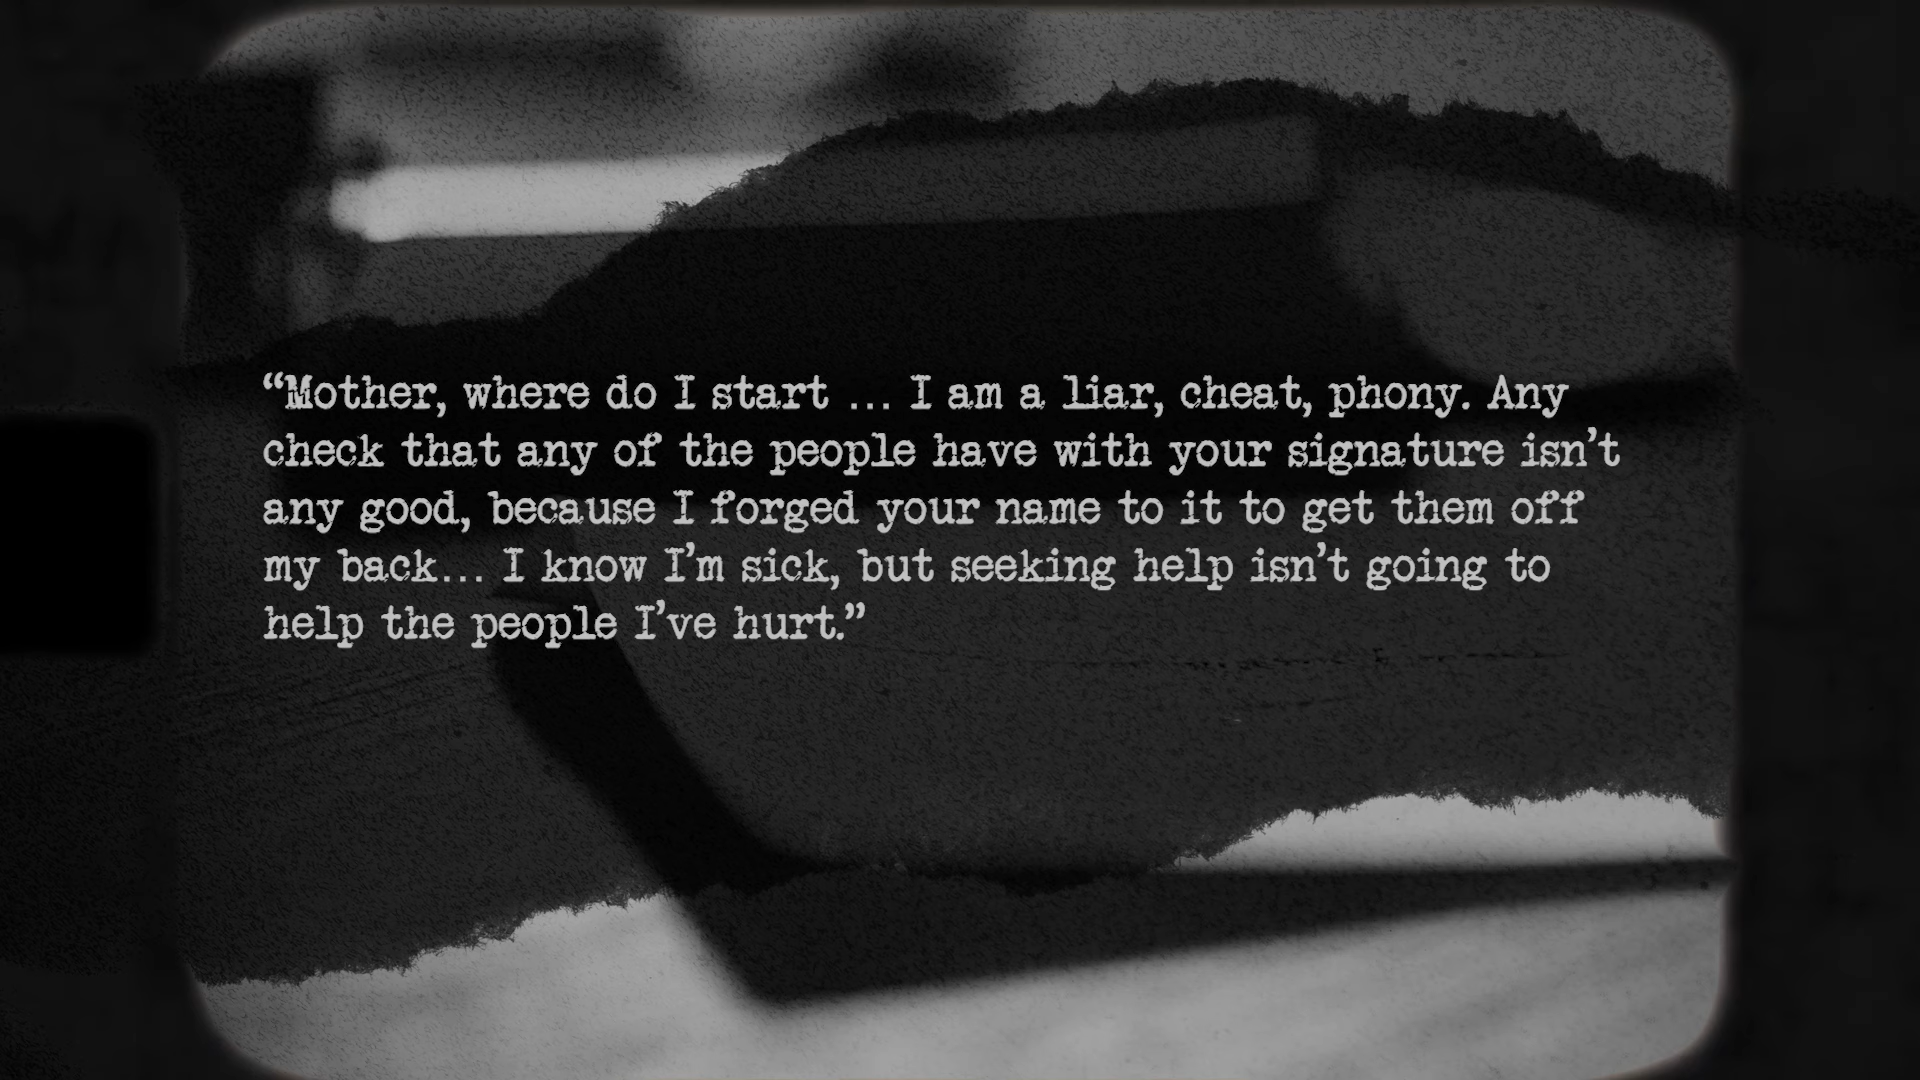 “Mother, where do I start ... I am a liar, cheat, phony. Any
check that any of the people have with your signature isn’t
any good, because I forged your name to it to get them off
my back... I know I’m sick, but seeking help isn’t going to
help the people I’ve hurt.”